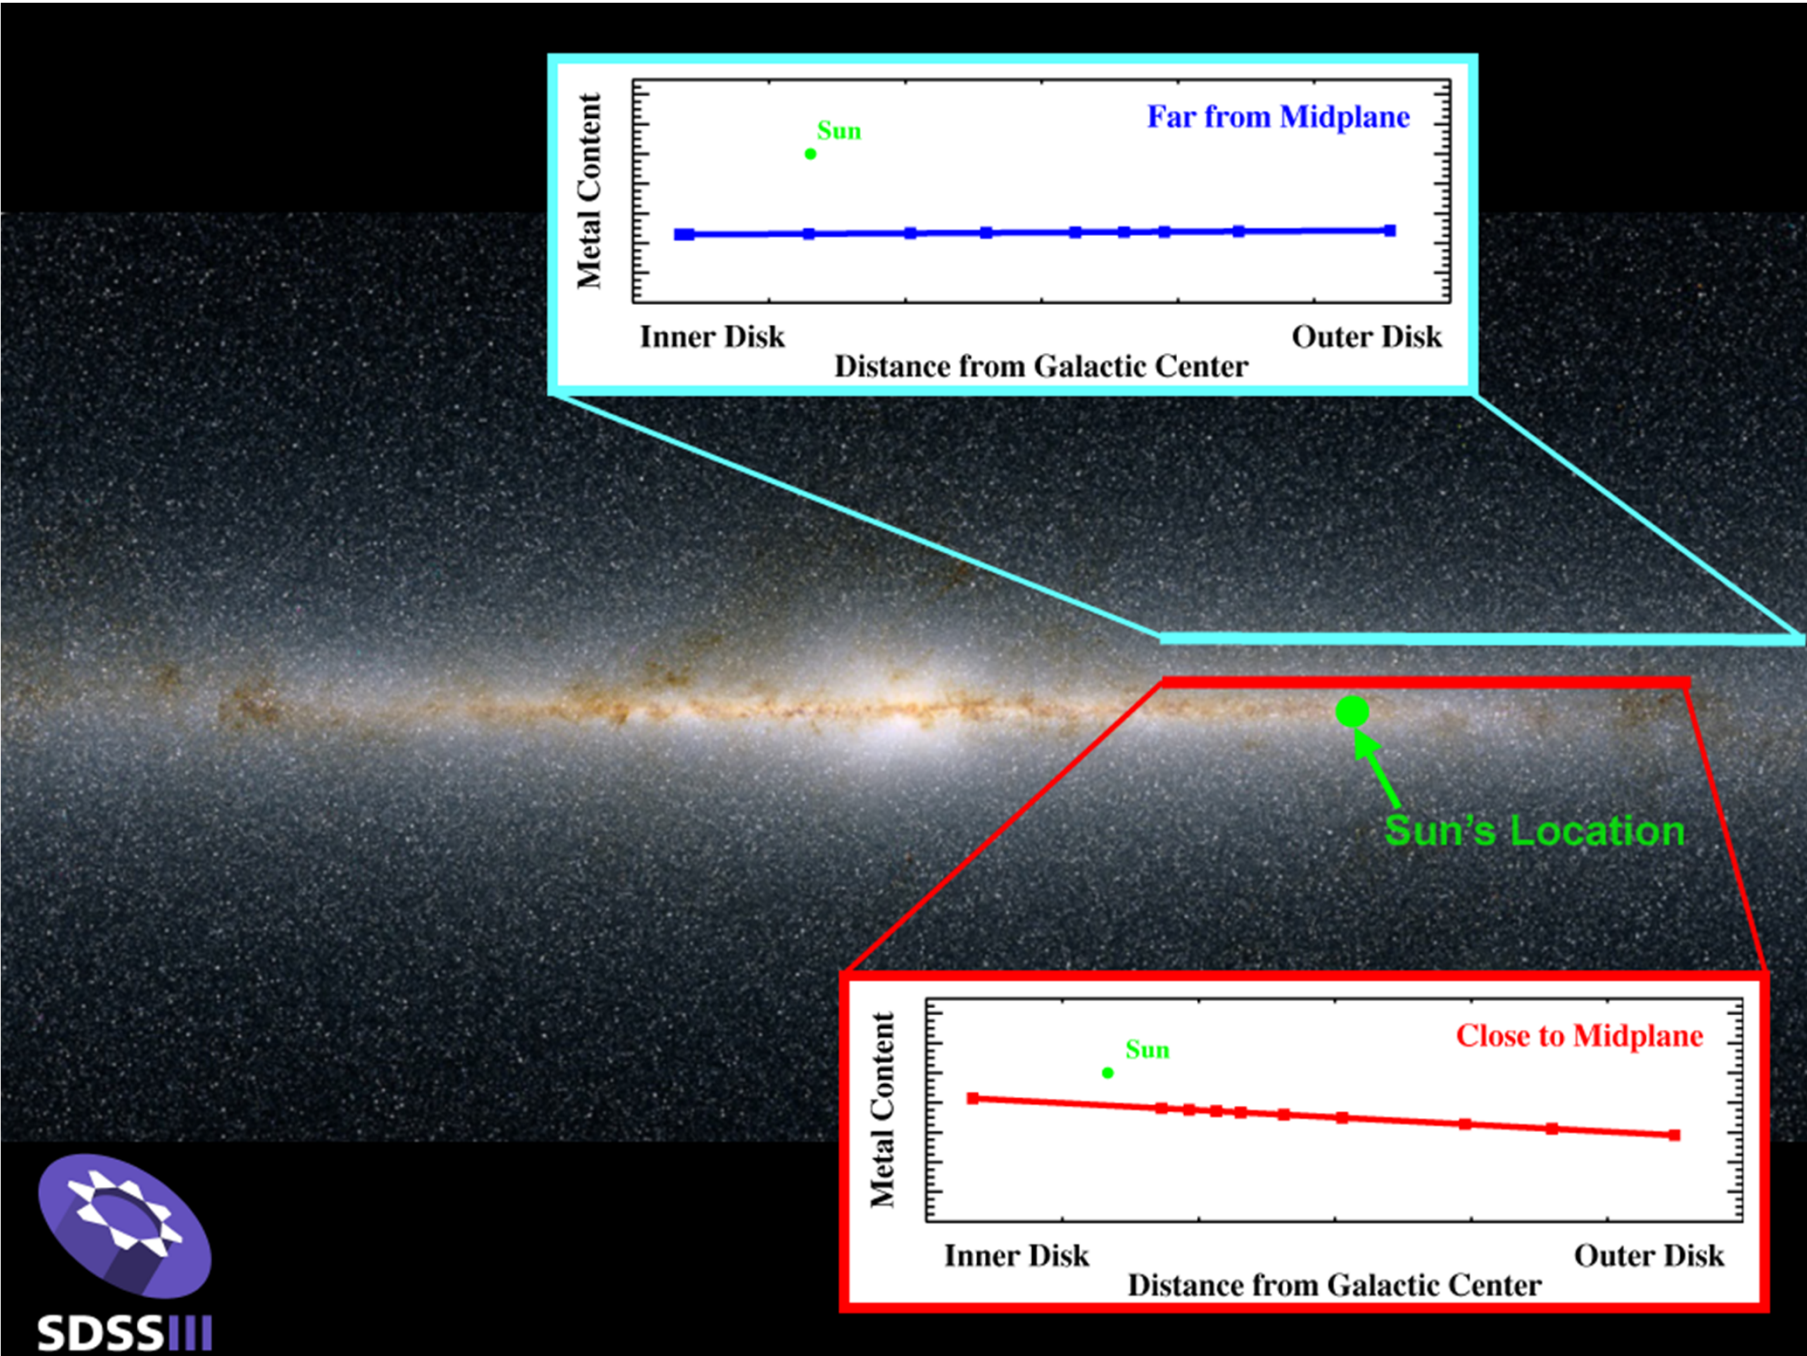 Far from Midplane
Sun
Metal Content
Inner Disk
Outer Disk
Distance from Galactic Center
Sun's Location
Close to Midplane
Sun
Metal Content
Inner Disk
Outer Disk
Distance from Galactic Center
SDSSIII